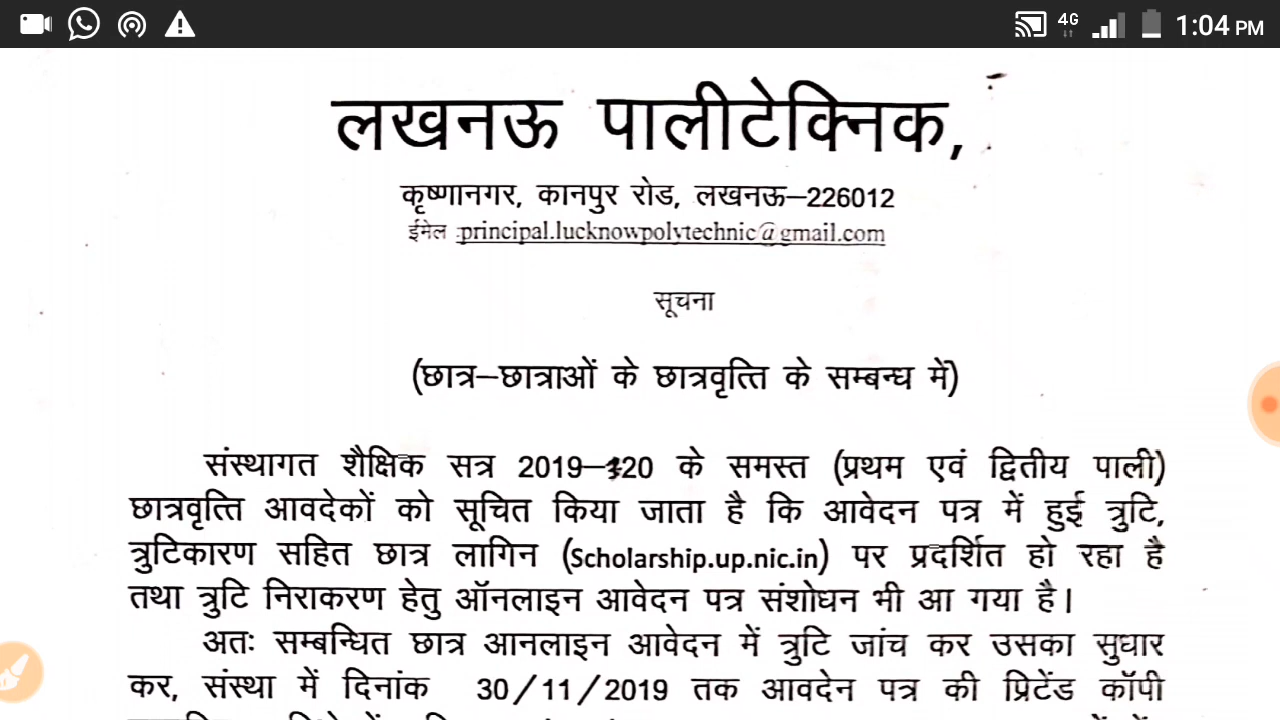 4G
1:04 PM
लखनऊ पालीटेक्निक,
कृष्णानगर, कानपुर रोड, लखनऊ–226012
ईमेल :principal.lucknowpolytechnic@gmail.com
सूचना
(छात्र–छात्राओं के छात्रवृत्ति के सम्बन्ध में)
संस्थागत शैक्षिक सत्र 2019–120 के समस्त (प्रथम एवं द्वितीय पाली)
छात्रवृत्ति आवदेकों को सूचित किया जाता है कि आवेदन पत्र में हुई त्रुटि,
त्रुटिकारण सहित छात्र लागिन (Scholarship.up.nic.in) पर प्रदर्शित हो रहा है
तथा त्रुटि निराकरण हेतु ऑनलाइन आवेदन पत्र संशोधन भी आ गया है।
अतः सम्बन्धित छात्र आनलाइन आवेदन में त्रुटि जांच कर उसका सुधार
कर, संस्था में दिनांक 30/11/2019 तक आवदेन पत्र की प्रिटेंड कॉपी